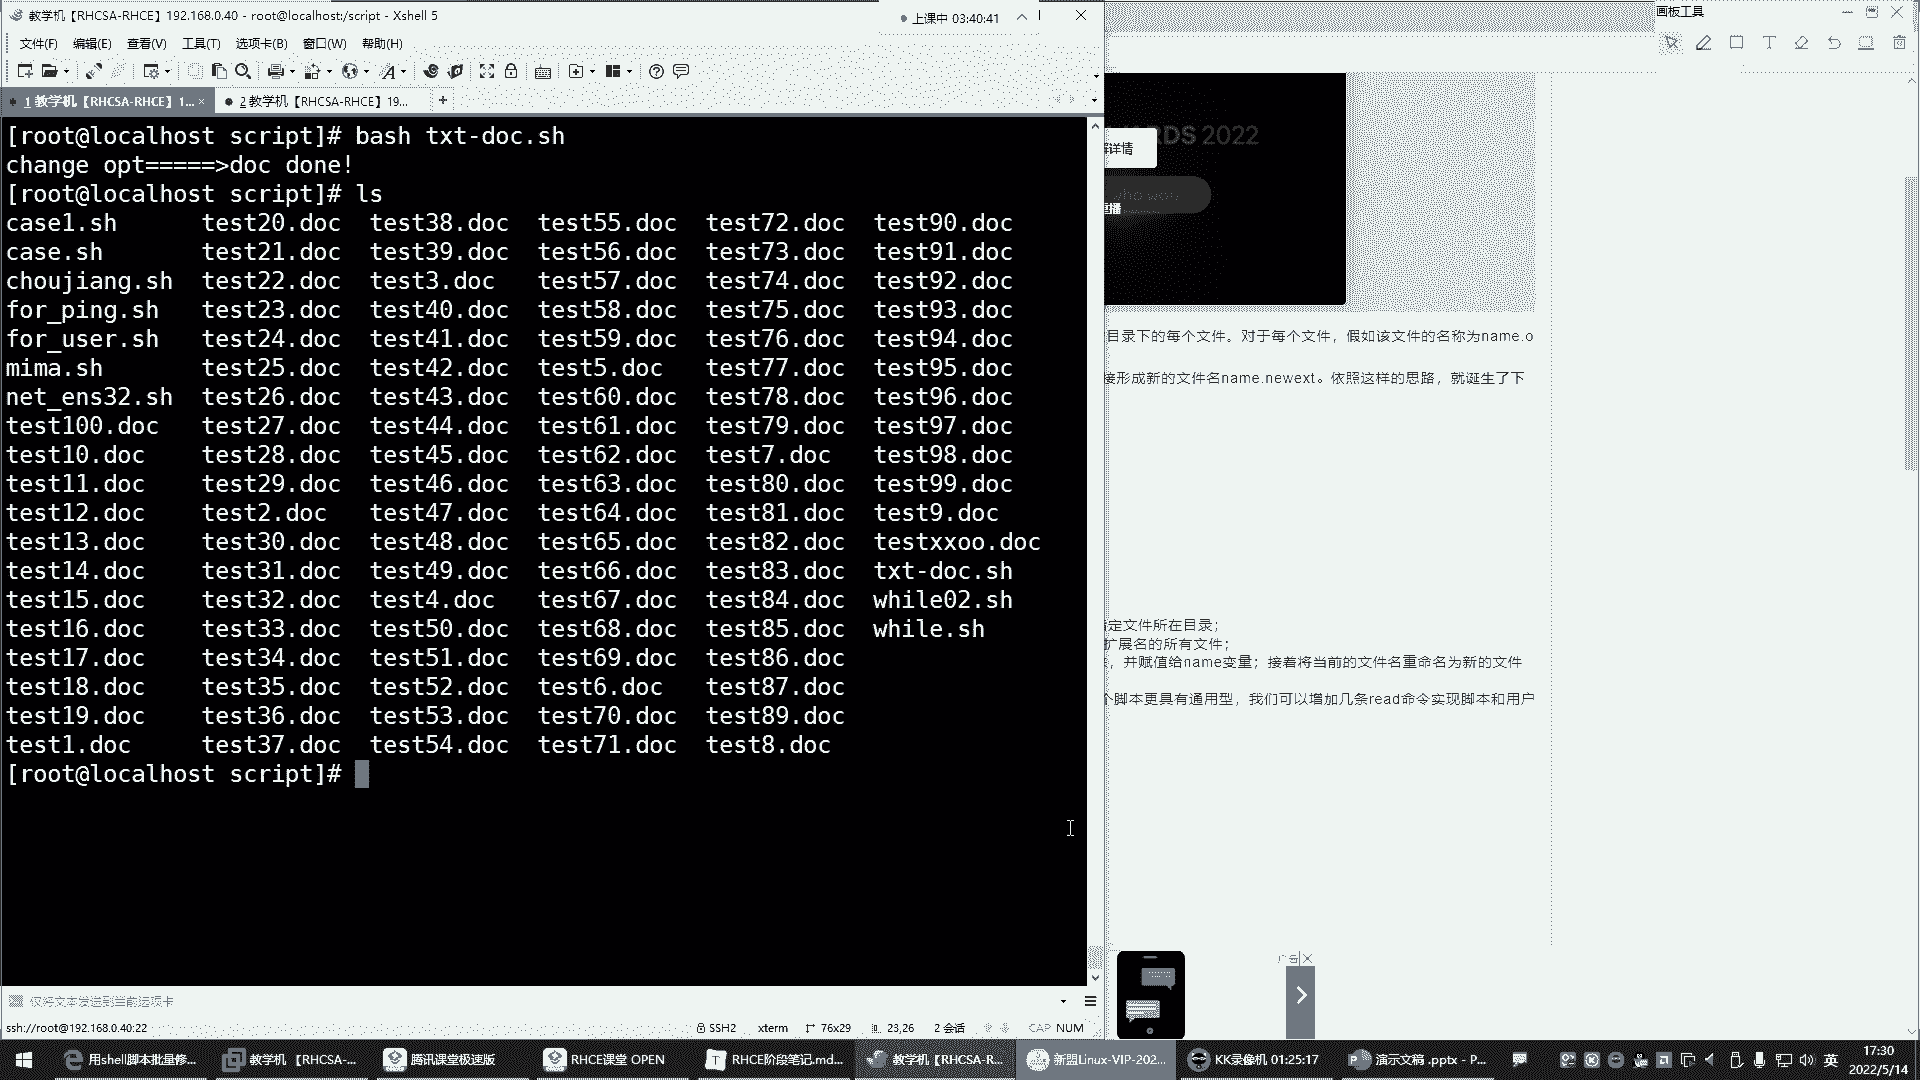 教学机【RHCSA-RHCE】192.168.0.40 - root@localhost:/script - Xshell 5
上课中 03:40:41
文件(F) 编辑(E) 查看(V) 工具(T) 选项卡(B) 窗口(W) 帮助(H)
1 教学机【RHCSA-RHCE】1... 2 教学机【RHCSA-RHCE】19...
[root@localhost script]# bash txt-doc.sh
change opt=====>doc done!
[root@localhost script]# ls
case1.sh test20.doc test38.doc test55.doc test72.doc test90.doc
case.sh test21.doc test39.doc test56.doc test73.doc test91.doc
choujiang.sh test22.doc test3.doc test57.doc test74.doc test92.doc
for_ping.sh test23.doc test40.doc test58.doc test75.doc test93.doc
for_user.sh test24.doc test41.doc test59.doc test76.doc test94.doc
mima.sh test25.doc test42.doc test5.doc test77.doc test95.doc
net_ens32.sh test26.doc test43.doc test60.doc test78.doc test96.doc
test100.doc test27.doc test44.doc test61.doc test79.doc test97.doc
test10.doc test28.doc test45.doc test62.doc test7.doc test98.doc
test11.doc test29.doc test46.doc test63.doc test80.doc test99.doc
test12.doc test2.doc test47.doc test64.doc test81.doc test9.doc
test13.doc test30.doc test48.doc test65.doc test82.doc testxxoo.doc
test14.doc test31.doc test49.doc test66.doc test83.doc txt-doc.sh
test15.doc test32.doc test4.doc test67.doc test84.doc while02.sh
test16.doc test33.doc test50.doc test68.doc test85.doc while.sh
test17.doc test34.doc test51.doc test69.doc test86.doc
test18.doc test35.doc test52.doc test6.doc test87.doc
test19.doc test36.doc test53.doc test70.doc test89.doc
test1.doc test37.doc test54.doc test71.doc test8.doc
[root@localhost script]#
仅将文本发送到当前选项卡
ssh://root@192.168.0.40:22 SSH2 xterm 76x29 23,26 2 会话 CAP NUM
画板工具
RDS 2022
详情
who won
重播
目录下的每个文件。对于每个文件，假如该文件的名称为name.o
接形成新的文件名name.newext。依照这样的思路，就诞生了下
定文件所在目录；
扩展名的所有文件；
，并赋值给name变量；接着将当前的文件名重命名为新的文件
个脚本更具有通用型，我们可以增加几条read命令实现脚本和用户
广告
用shell脚本批量修... 教学机 【RHCSA-... 腾讯课堂极速版 RHCE课堂 OPEN RHCE阶段笔记.md... 教学机【RHCSA-R... 新盟Linux-VIP-202... KK录像机 01:25:17 演示文稿 .pptx - P... 英
17:30
2022/5/14